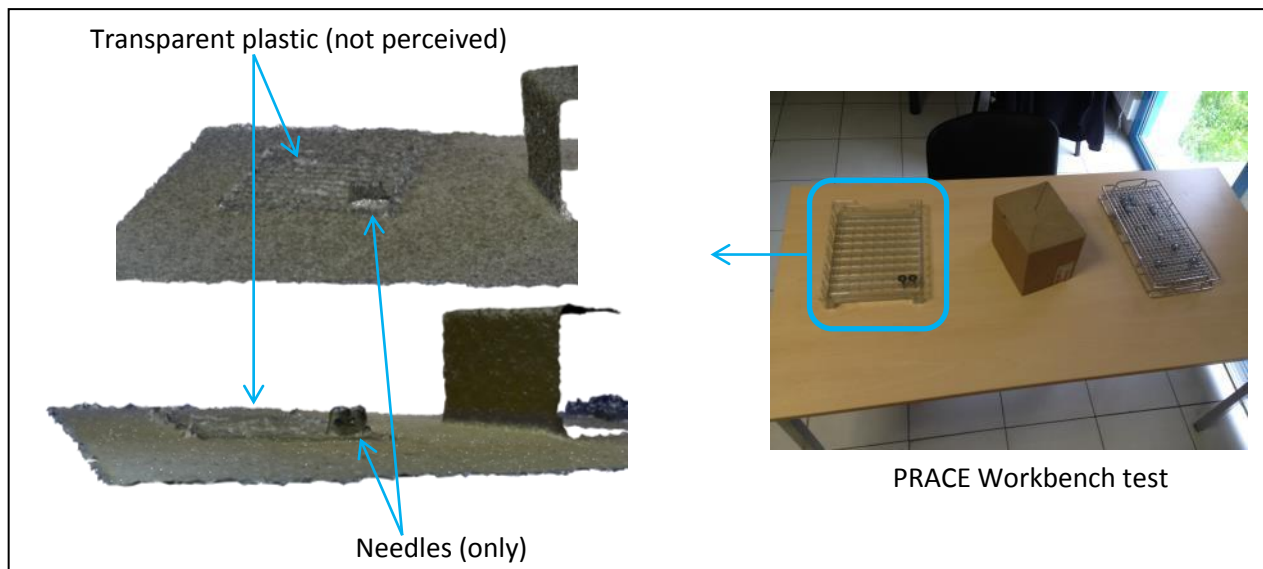 Transparent plastic (not perceived)
PRACE Workbench test
Needles (only)